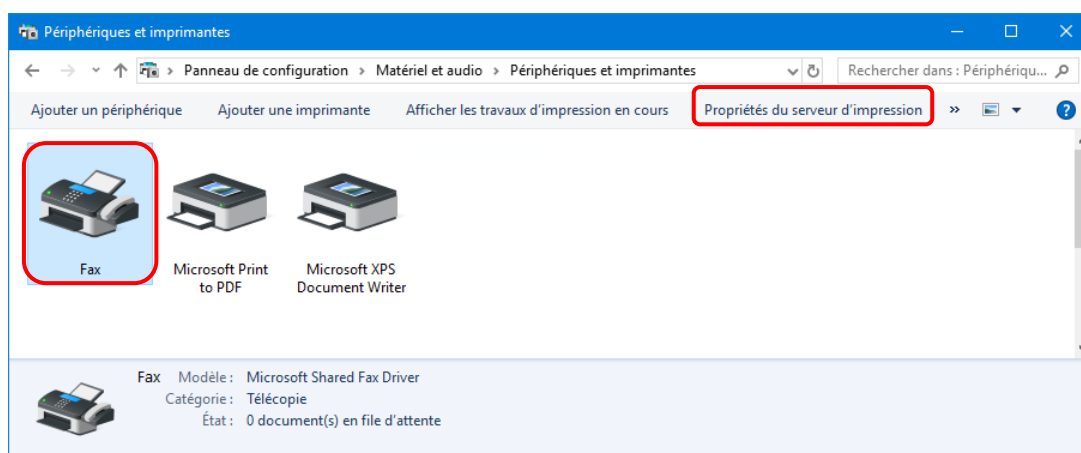 Périphériques et imprimantes
Panneau de configuration > Matériel et audio > Périphériques et imprimantes
Rechercher dans : Périphériqu...
Ajouter un périphérique Ajouter une imprimante Afficher les travaux d'impression en cours Propriétés du serveur d'impression » ?
Fax
Microsoft Print
to PDF
Microsoft XPS
Document Writer
Fax Modèle : Microsoft Shared Fax Driver
Catégorie : Télécopie
État : 0 document(s) en file d'attente